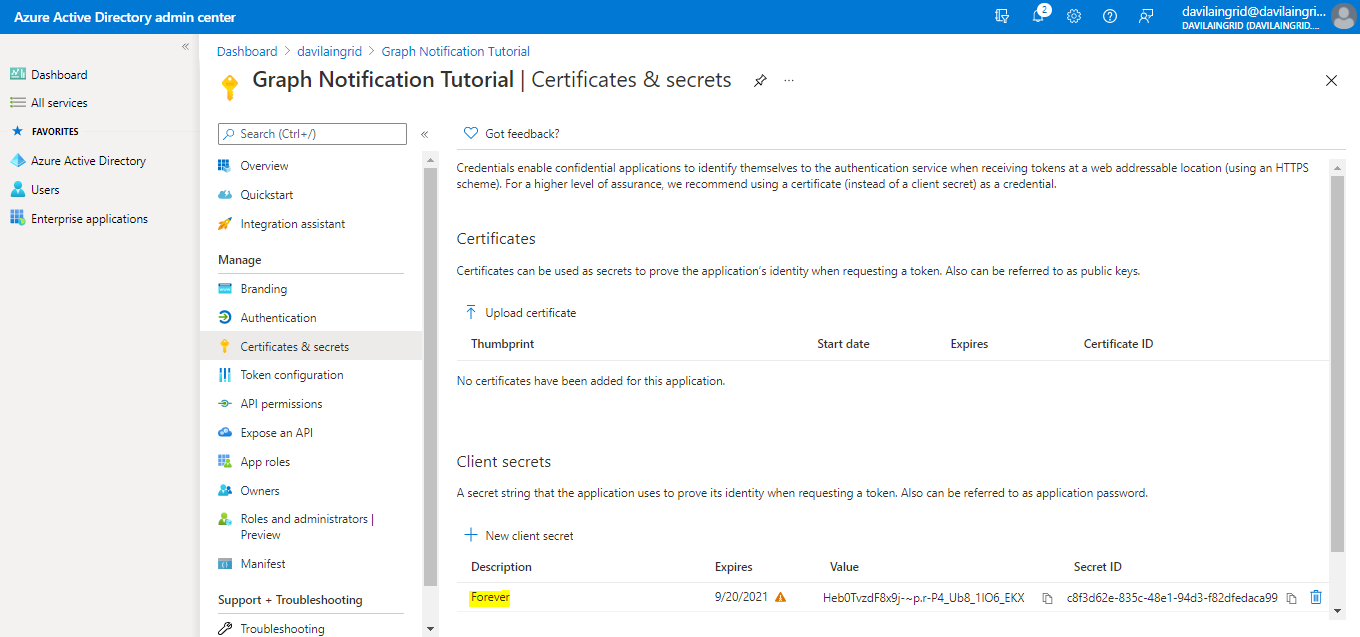 Azure Active Directory admin center
2
davilaingrid@davilaingri...
DAVILAINGRID (DAVILAINGRID....
Dashboard
All services
FAVORITES
Azure Active Directory
Users
Enterprise applications
Dashboard > davilaingrid > Graph Notification Tutorial
Graph Notification Tutorial | Certificates & secrets
Search (Ctrl+/)
Overview
Quickstart
Integration assistant
Manage
Branding
Authentication
Certificates & secrets
Token configuration
API permissions
Expose an API
App roles
Owners
Roles and administrators |
Preview
Manifest
Support + Troubleshooting
Troubleshooting
Got feedback?
Credentials enable confidential applications to identify themselves to the authentication service when receiving tokens at a web addressable location (using an HTTPS
scheme). For a higher level of assurance, we recommend using a certificate (instead of a client secret) as a credential.
Certificates
Certificates can be used as secrets to prove the application's identity when requesting a token. Also can be referred to as public keys.
Upload certificate
Thumbprint Start date Expires Certificate ID
No certificates have been added for this application.
Client secrets
A secret string that the application uses to prove its identity when requesting a token. Also can be referred to as application password.
New client secret
Description Expires Value Secret ID
Forever 9/20/2021 Heb0TvzdF8x9j-~p.r-P4_Ub8_1IO6_EKX c8f3d62e-835c-48e1-94d3-f82dfedaca99